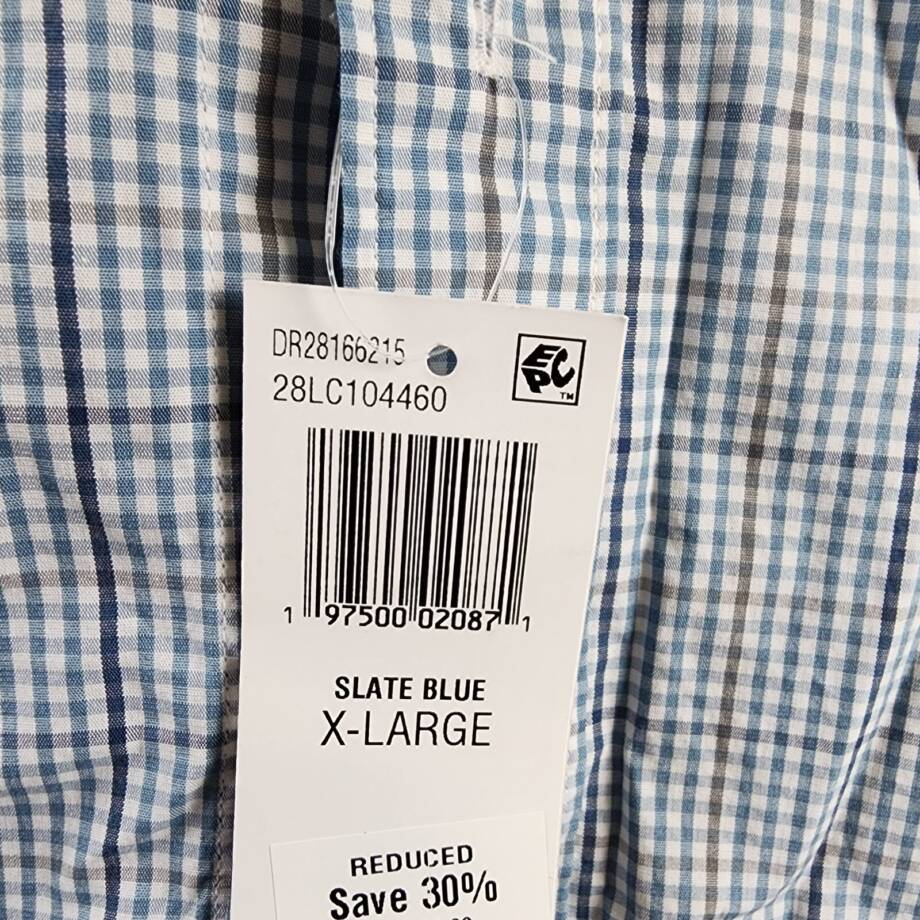 DR28166215
28LC104460
EPC
TM
1 97500 02087 1
SLATE BLUE
X-LARGE
REDUCED
Save 30%